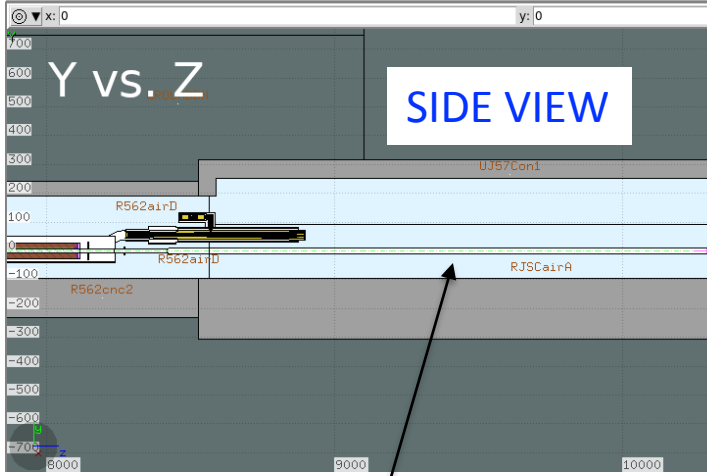 x: 0 y: 0
700
600
Y vs. Z
500
SIDE VIEW
400
300
UJ57Con1
200
R562airD
100
0
R562airD
RJSCairA
-100
R562cnc2
-200
-300
-400
-500
-600
y
-700
z
x
8000 9000 10000